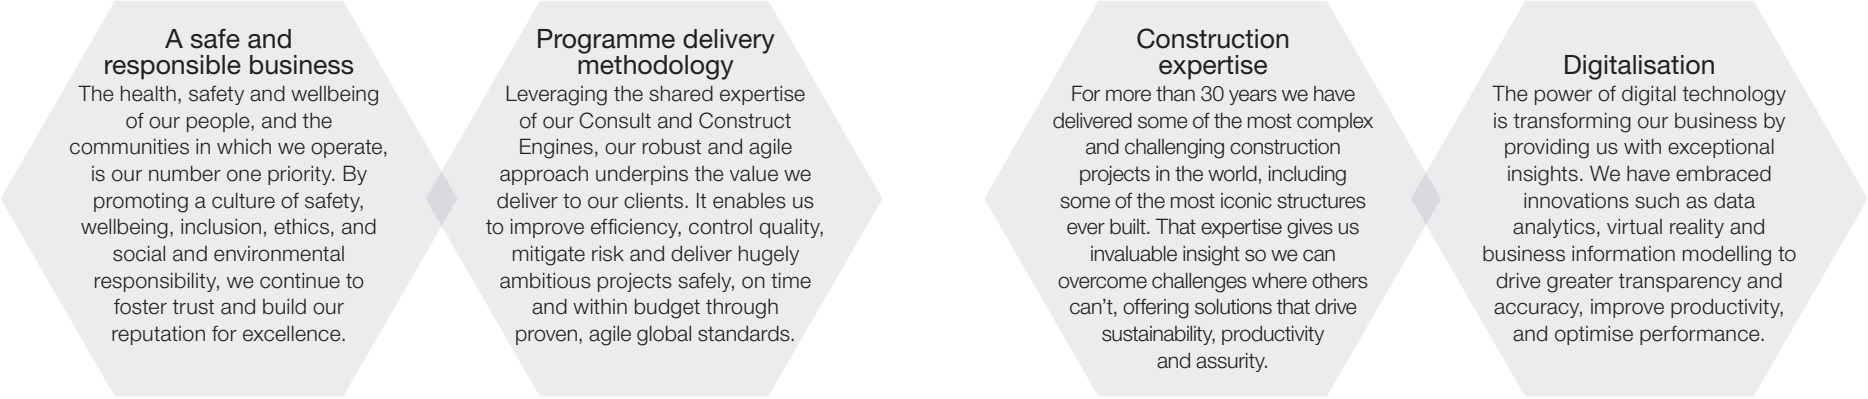 A safe and
responsible business
The health, safety and wellbeing
of our people, and the
communities in which we operate,
is our number one priority. By
promoting a culture of safety,
wellbeing, inclusion, ethics, and
social and environmental
responsibility, we continue to
foster trust and build our
reputation for excellence.
Programme delivery
methodology
Leveraging the shared expertise
of our Consult and Construct
Engines, our robust and agile
approach underpins the value we
deliver to our clients. It enables us
to improve efficiency, control quality,
mitigate risk and deliver hugely
ambitious projects safely, on time
and within budget through
proven, agile global standards.
Construction
expertise
For more than 30 years we have
delivered some of the most complex
and challenging construction
projects in the world, including
some of the most iconic structures
ever built. That expertise gives us
invaluable insight so we can
overcome challenges where others
can’t, offering solutions that drive
sustainability, productivity
and assurity.
Digitalisation
The power of digital technology
is transforming our business by
providing us with exceptional
insights. We have embraced
innovations such as data
analytics, virtual reality and
business information modelling to
drive greater transparency and
accuracy, improve productivity,
and optimise performance.